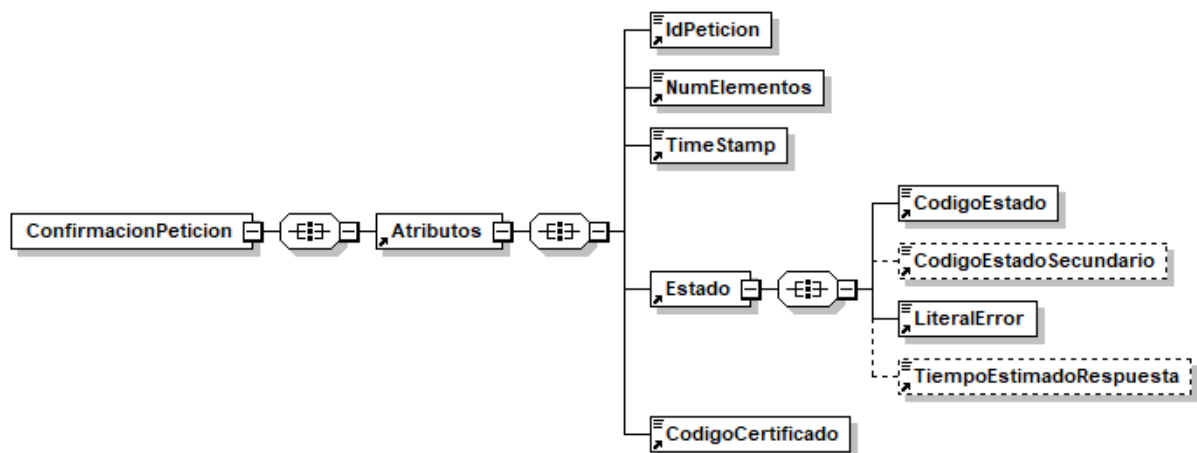 IdPeticion
NumElementos
TimeStamp
CodigoEstado
ConfirmacionPeticion
Atributos
CodigoEstadoSecundario
Estado
LiteralError
TiempoEstimadoRespuesta
CodigoCertificado